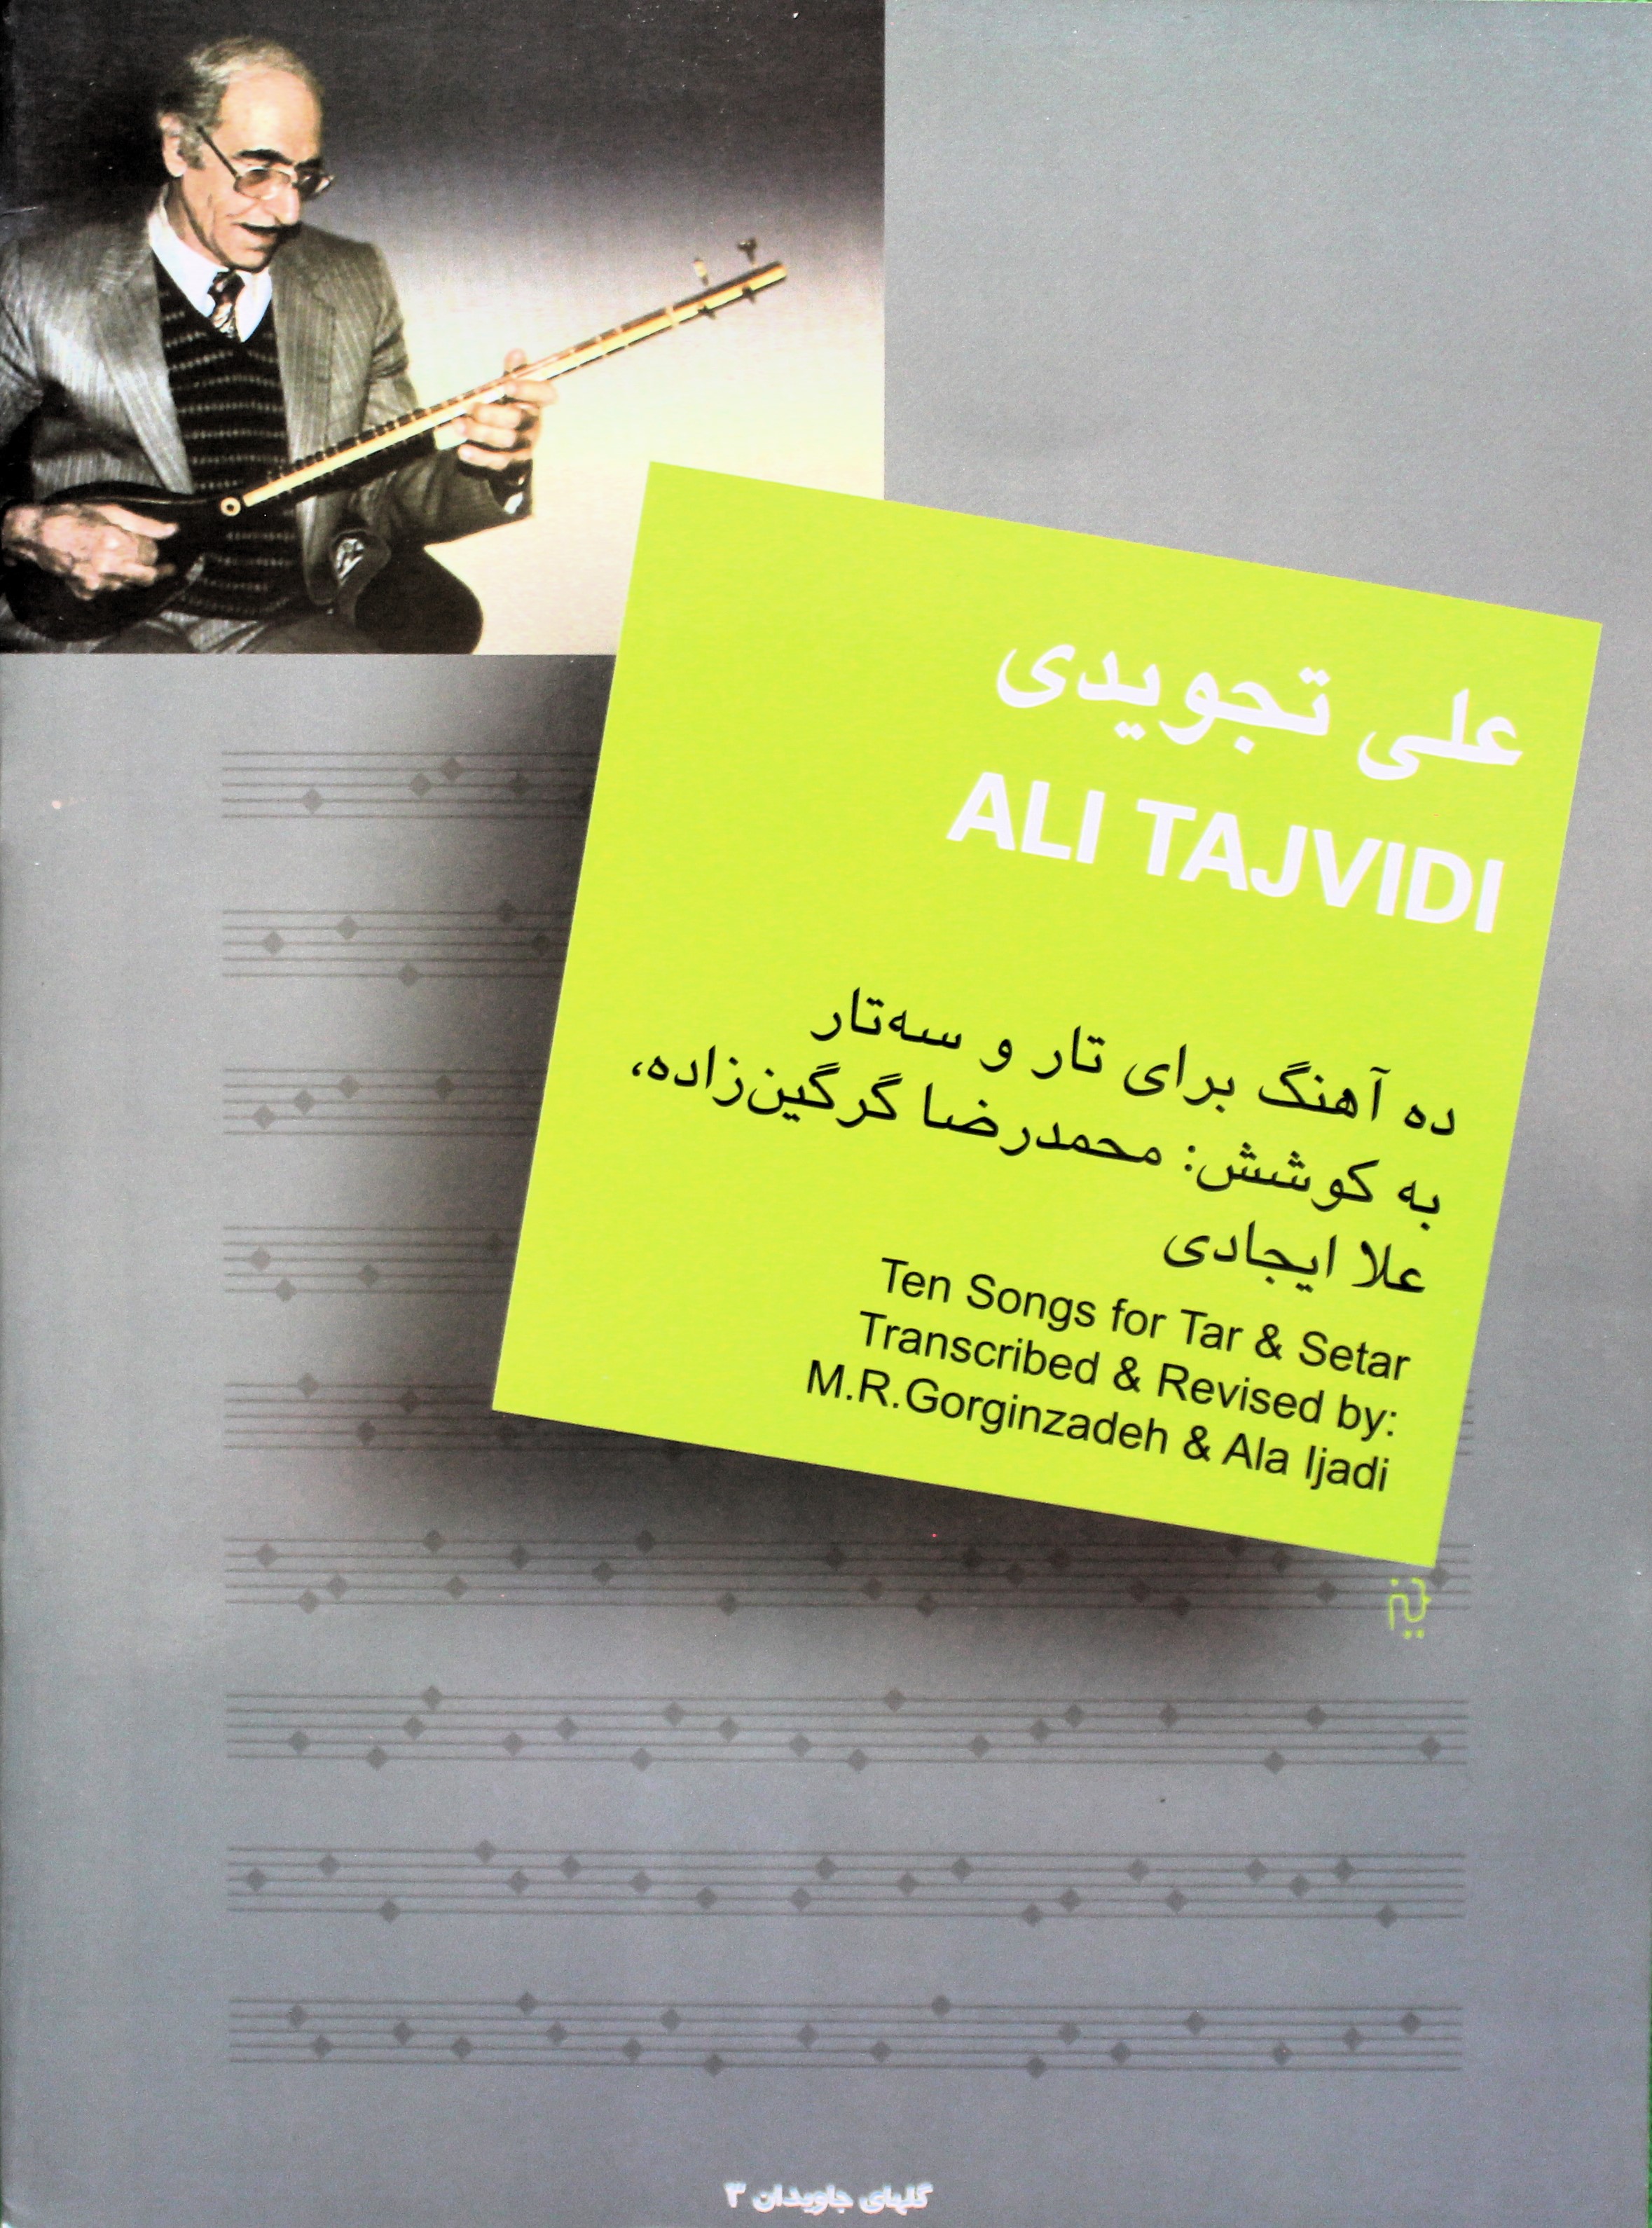 علی تجویدی
ALI TAJVIDI
ده آهنگ برای تار و سه‌تار
به کوشش: محمدرضا گرگین‌زاده،
علا ایجادی
Ten Songs for Tar & Setar
Transcribed & Revised by:
M.R.Gorginzadeh & Ala Ijadi
گلهای جاویدان ۳